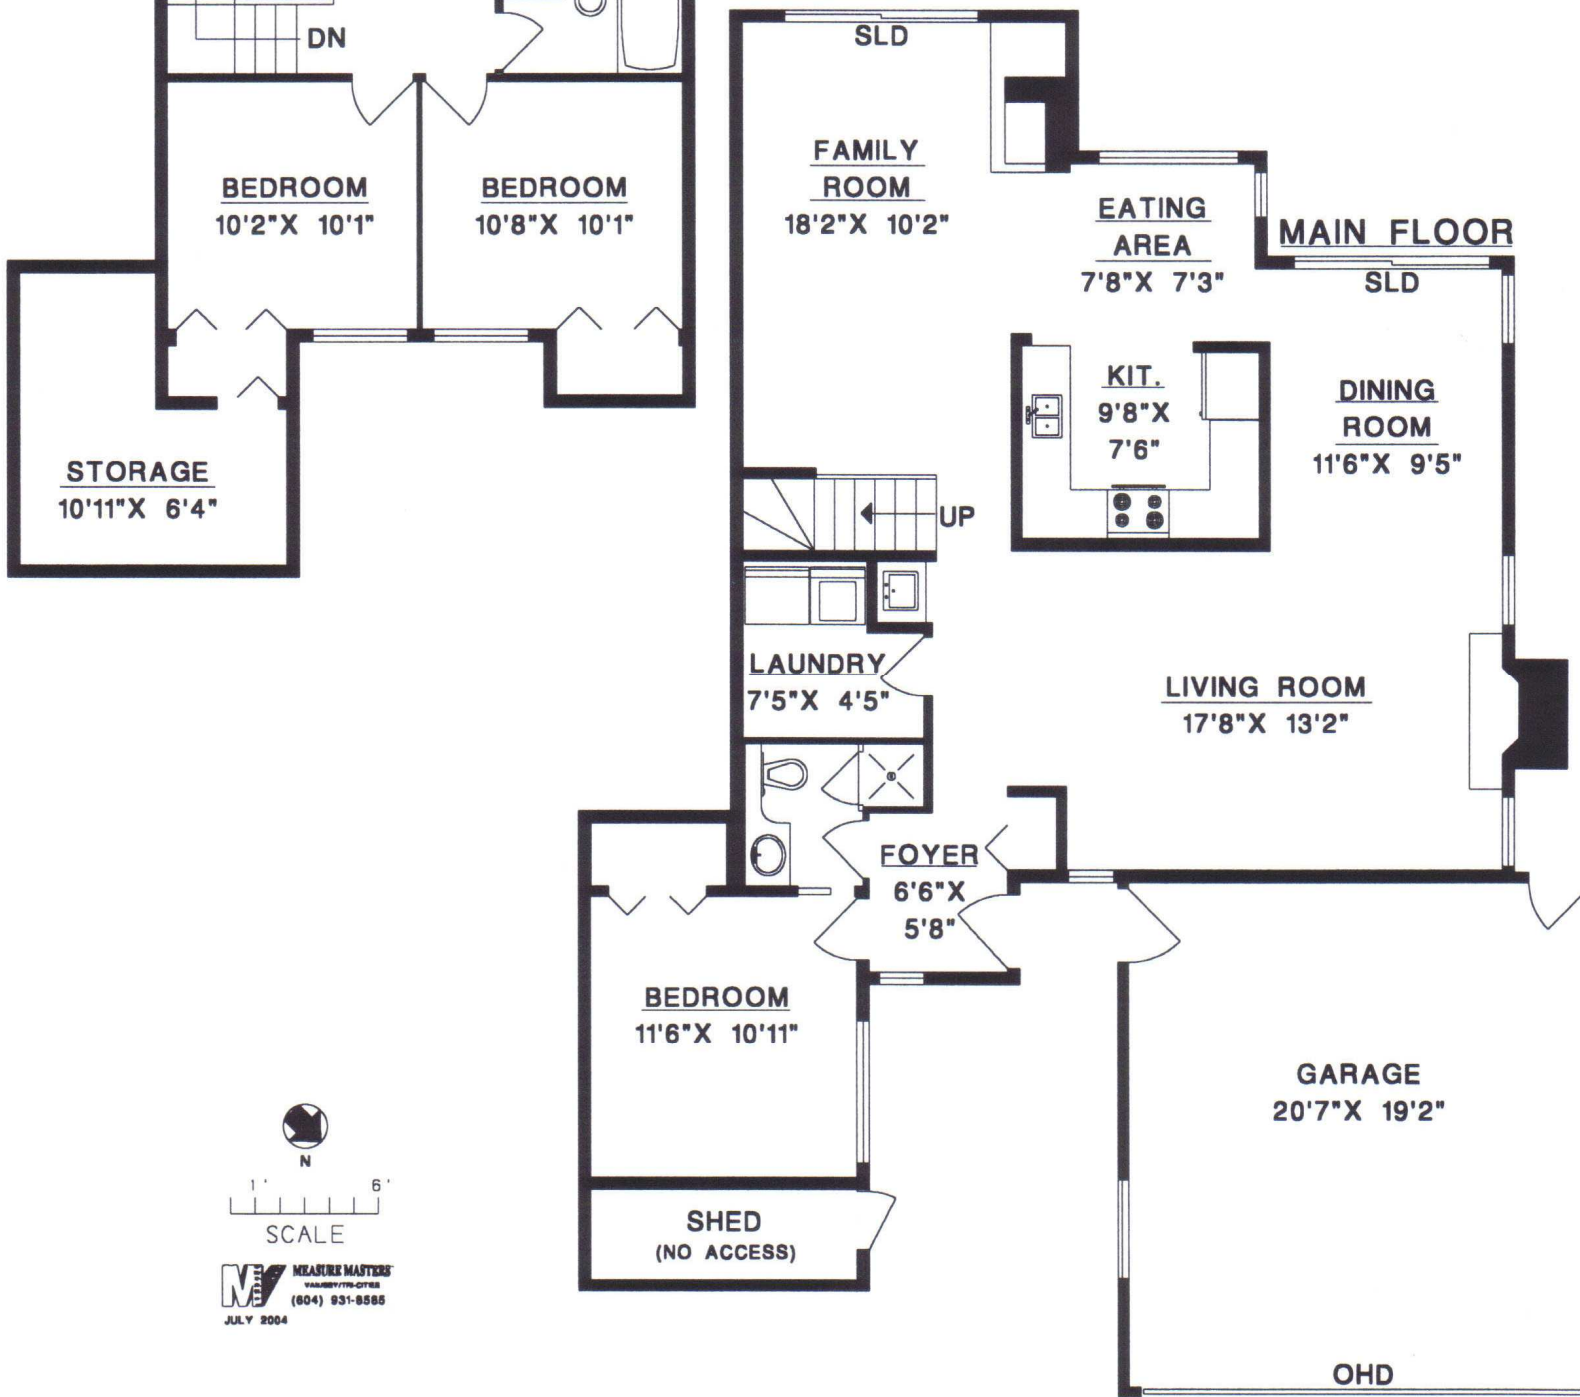 DN
BEDROOM
10'2"X 10'1"
BEDROOM
10'8"X 10'1"
STORAGE
10'11"X 6'4"
SLD
FAMILY
ROOM
18'2"X 10'2"
EATING
AREA
7'8"X 7'3"
MAIN FLOOR
SLD
KIT.
9'8"X
7'6"
DINING
ROOM
11'6"X 9'5"
UP
LAUNDRY
7'5"X 4'5"
LIVING ROOM
17'8"X 13'2"
FOYER
6'6"X
5'8"
BEDROOM
11'6"X 10'11"
GARAGE
20'7"X 19'2"
SHED
(NO ACCESS)
OHD
N
1' 6'
SCALE
MEASURE MASTERS
(604) 931-8585
JULY 2004